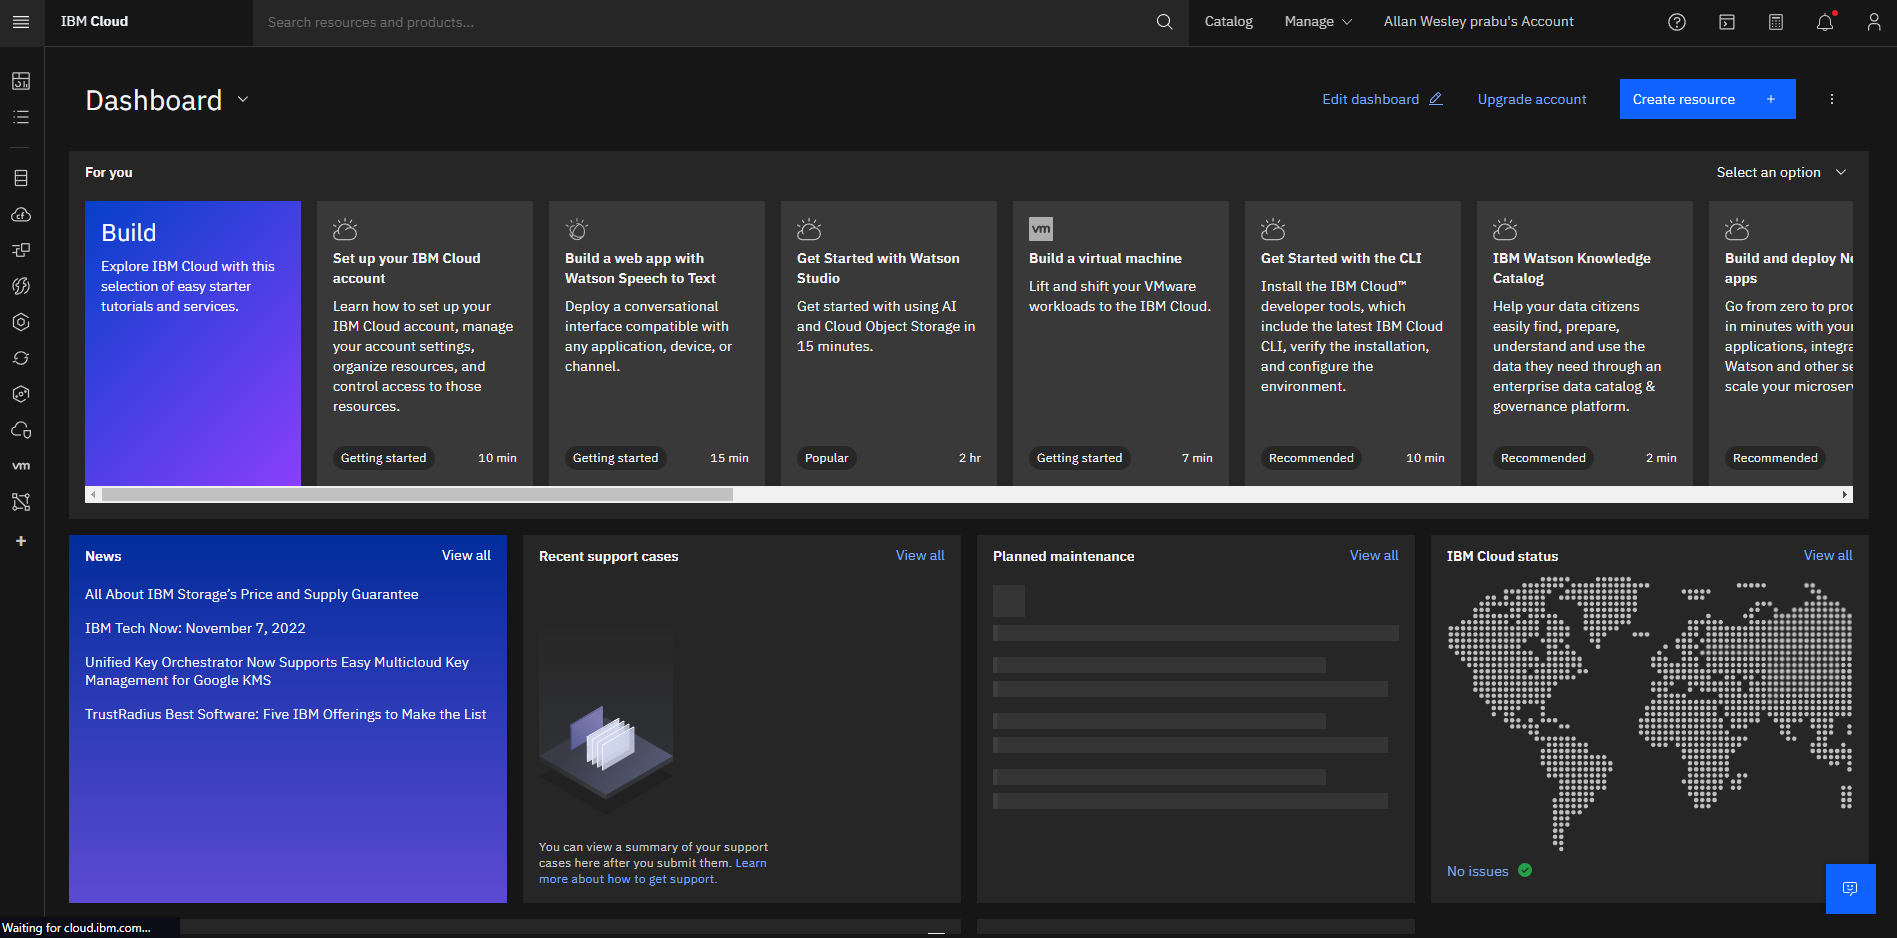 IBM Cloud
Search resources and products...
Catalog
Manage
Allan Wesley prabu's Account
Dashboard
Edit dashboard
Upgrade account
Create resource +
For you
Select an option
Build
Explore IBM Cloud with this
selection of easy starter
tutorials and services.
Set up your IBM Cloud
account
Learn how to set up your
IBM Cloud account, manage
your account settings,
organize resources, and
control access to those
resources.
Getting started
10 min
Build a web app with
Watson Speech to Text
Deploy a conversational
interface compatible with
any application, device, or
channel.
Getting started
15 min
Get Started with Watson
Studio
Get started with using AI
and Cloud Object Storage in
15 minutes.
Popular
2 hr
vm
Build a virtual machine
Lift and shift your VMware
workloads to the IBM Cloud.
Getting started
7 min
Get Started with the CLI
Install the IBM Cloud™
developer tools, which
include the latest IBM Cloud
CLI, verify the installation,
and configure the
environment.
Recommended
10 min
IBM Watson Knowledge
Catalog
Help your data citizens
easily find, prepare,
understand and use the
data they need through an
enterprise data catalog &
governance platform.
Recommended
2 min
Build and deploy
apps
Go from zero to
in minutes with
applications,
Watson and other
scale your
Recommended
cf
vm
News
View all
All About IBM Storage's Price and Supply Guarantee
IBM Tech Now: November 7, 2022
Unified Key Orchestrator Now Supports Easy Multicloud Key
Management for Google KMS
TrustRadius Best Software: Five IBM Offerings to Make the List
Recent support cases
View all
You can view a summary of your support
cases here after you submit them. Learn
more about how to get support.
Planned maintenance
View all
IBM Cloud status
View all
No issues
Waiting for cloud.ibm.com...